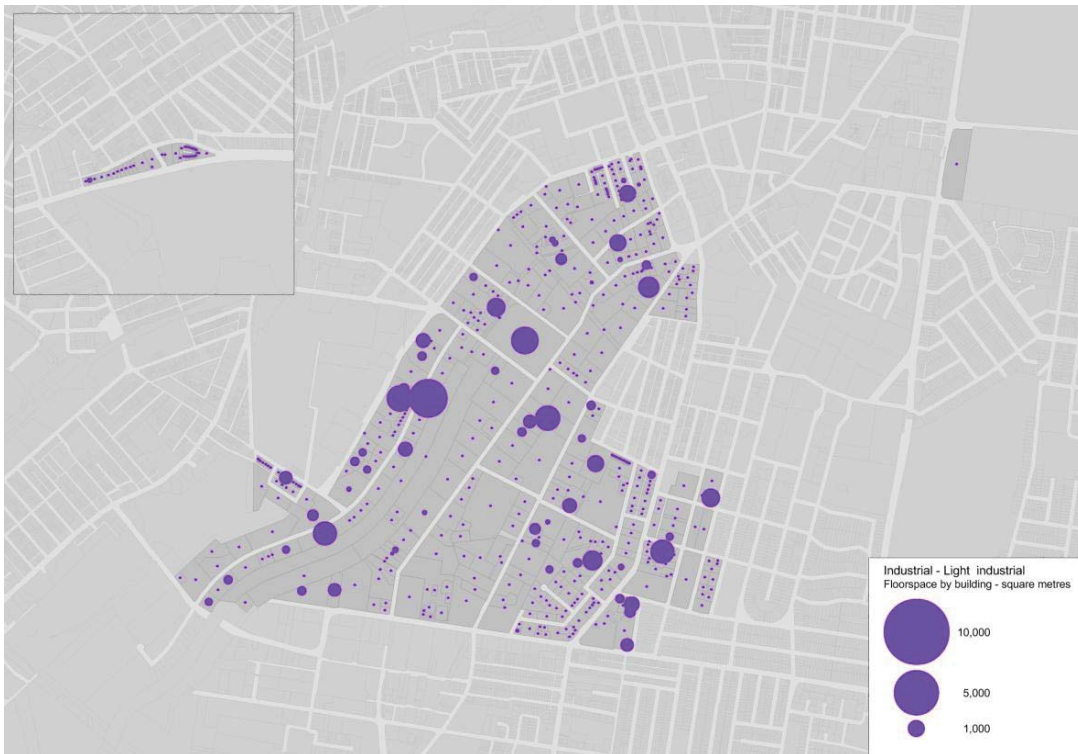 Industrial - Light industrial
Floorspace by building - square metres
10,000
5,000
1,000